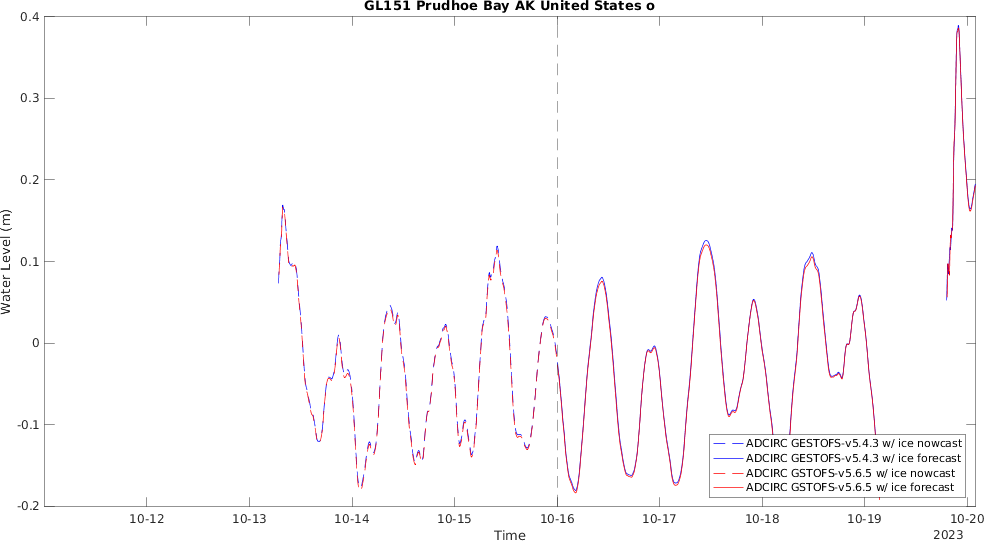 GL151 Prudhoe Bay AK United States o
0.4
0.3
0.2
0.1
0
-0.1
-0.2
Water Level (m)
10-12 10-13 10-14 10-15 10-16 10-17 10-18 10-19 10-20
2023
Time
ADCIRC GESTOFS-v5.4.3 w/ ice nowcast
ADCIRC GESTOFS-v5.4.3 w/ ice forecast
ADCIRC GSTOFS-v5.6.5 w/ ice nowcast
ADCIRC GSTOFS-v5.6.5 w/ ice forecast